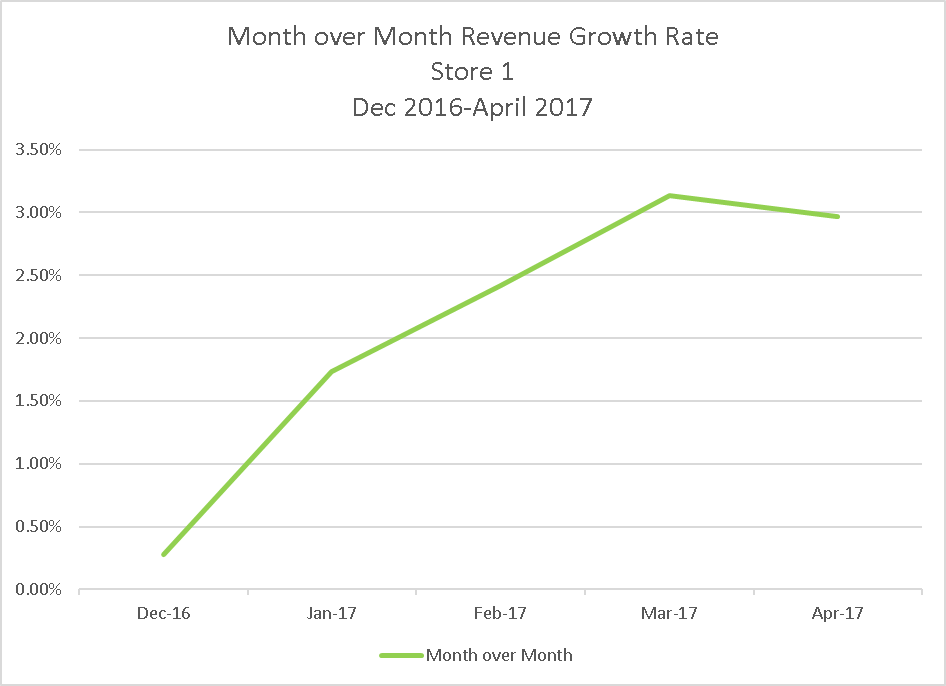 Month over Month Revenue Growth Rate
Store 1
Dec 2016-April 2017
3.50%
3.00%
2.50%
2.00%
1.50%
1.00%
0.50%
0.00%
Dec-16 Jan-17 Feb-17 Mar-17 Apr-17
Month over Month